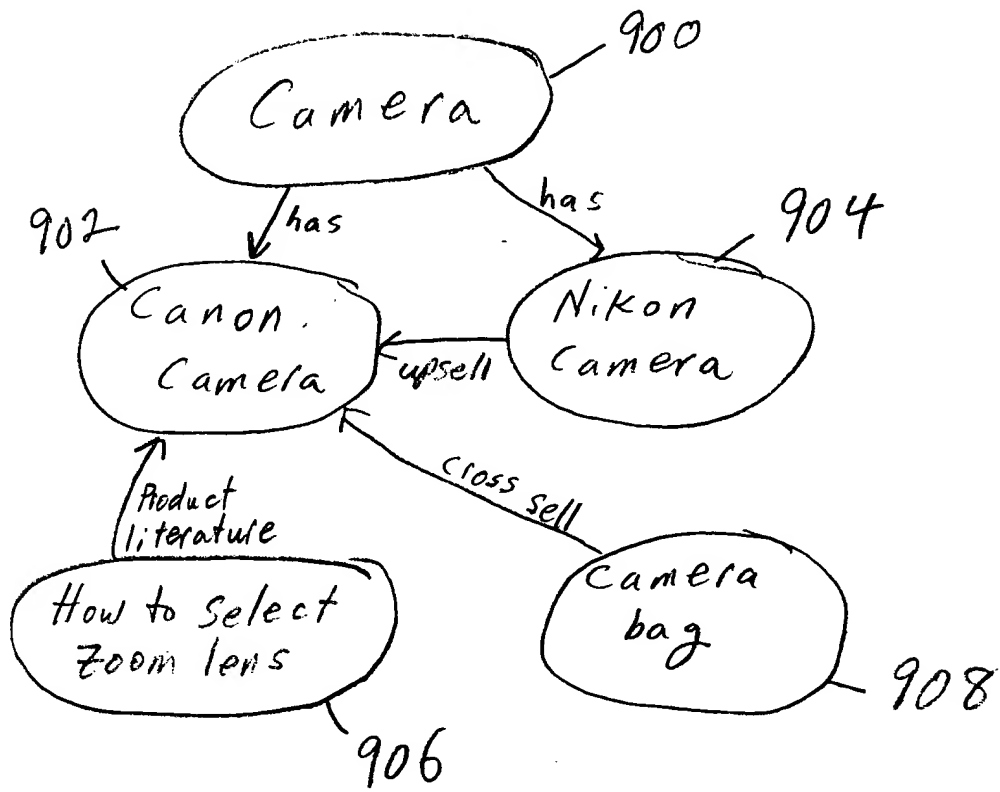 900
Camera
has
has
902
904
Canon.
Camera
Nikon
Camera
upsell
cross
sell
Product
literature
How to select
zoom lens
Camera
bag
908
906